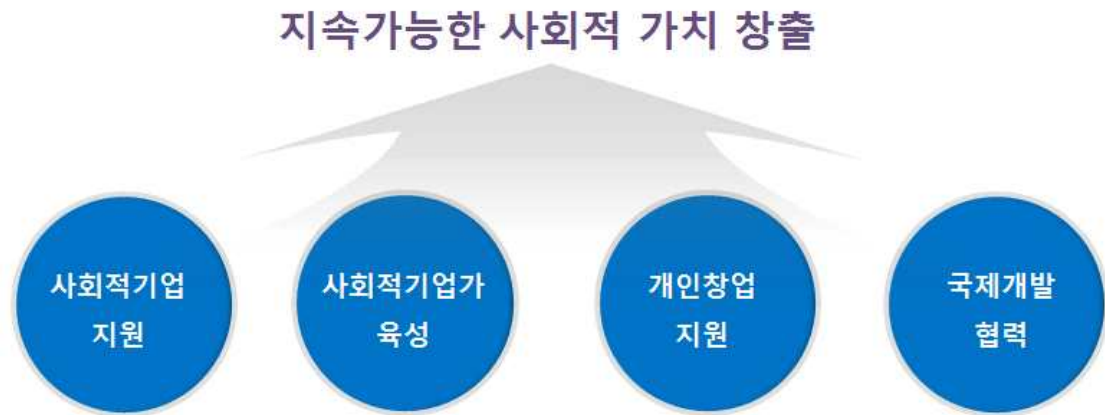 지속가능한 사회적 가치 창출
사회적기업
지원
사회적기업가
육성
개인창업
지원
국제개발
협력